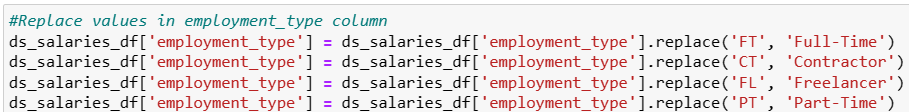 #Replace values in employment_type column
ds_salaries_df['employment_type'] = ds_salaries_df['employment_type'].replace('FT', 'Full-Time')
ds_salaries_df['employment_type'] = ds_salaries_df['employment_type'].replace('CT', 'Contractor')
ds_salaries_df['employment_type'] = ds_salaries_df['employment_type'].replace('FL', 'Freelancer')
ds_salaries_df['employment_type'] = ds_salaries_df['employment_type'].replace('PT', 'Part-Time')